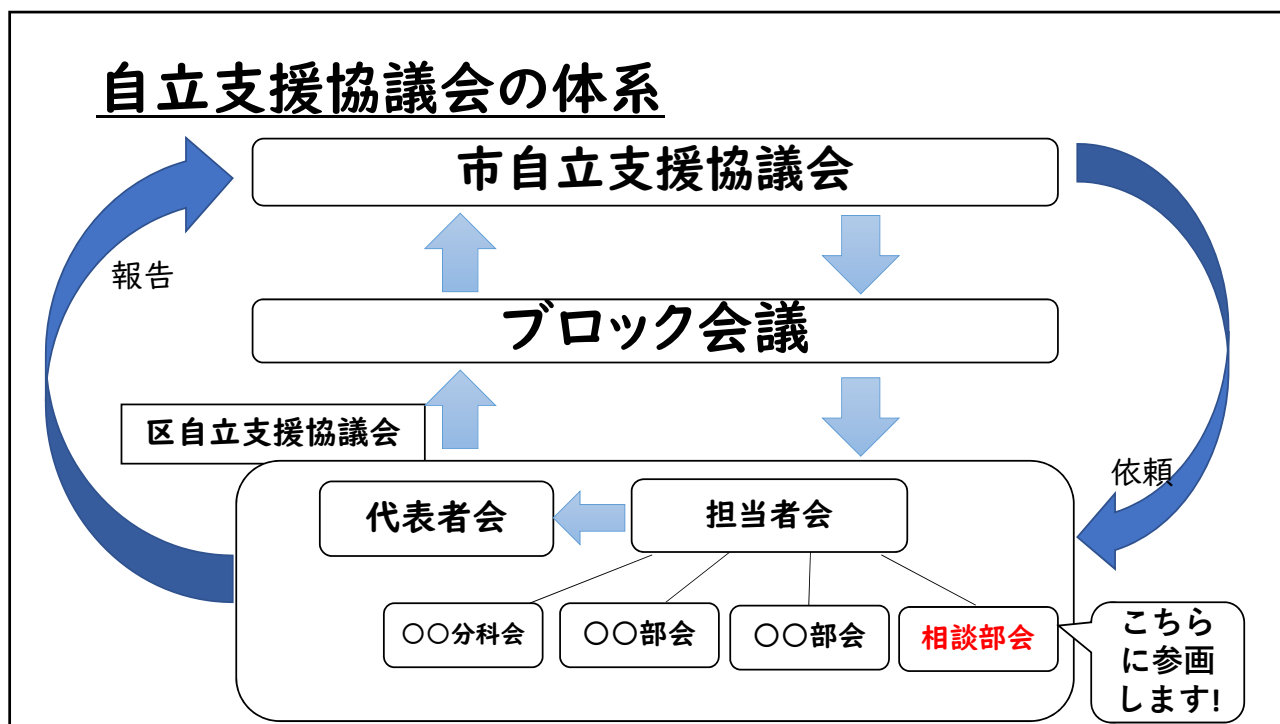 自立支援協議会の体系
市自立支援協議会
報告
ブロック会議
区自立支援協議会
依頼
代表者会
担当者会
〇〇分科会
〇〇部会
〇〇部会
相談部会
こちら
に参画
します!